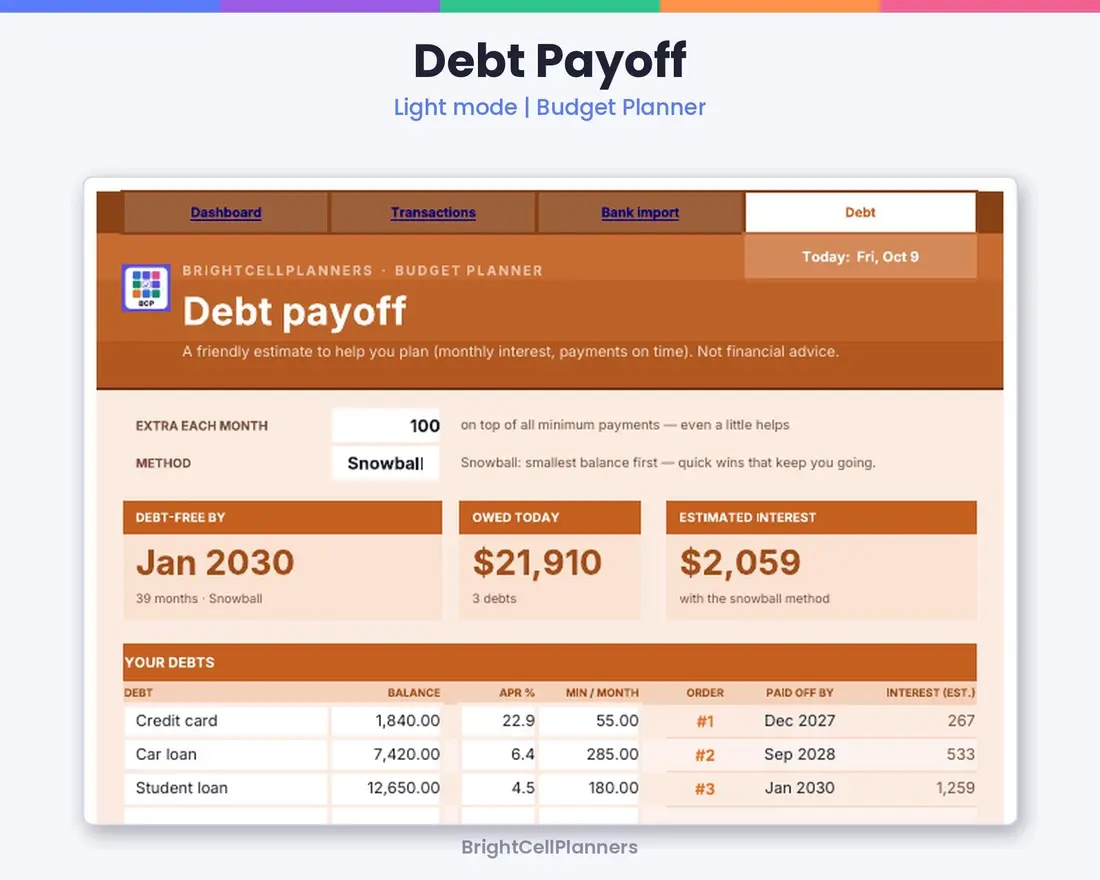 Debt Payoff
Light mode | Budget Planner
Dashboard Transactions Bank import Debt
Today: Fri, Oct 9
BRIGHTCELLPLANNERS · BUDGET PLANNER
BCP
Debt payoff
A friendly estimate to help you plan (monthly interest, payments on time). Not financial advice.
EXTRA EACH MONTH 100 on top of all minimum payments — even a little helps
METHOD Snowball Snowball: smallest balance first — quick wins that keep you going.
DEBT-FREE BY OWED TODAY ESTIMATED INTEREST
Jan 2030 $21,910 $2,059
39 months · Snowball 3 debts with the snowball method
YOUR DEBTS
DEBT BALANCE APR % MIN / MONTH ORDER PAID OFF BY INTEREST (EST.)
Credit card 1,840.00 22.9 55.00 #1 Dec 2027 267
Car loan 7,420.00 6.4 285.00 #2 Sep 2028 533
Student loan 12,650.00 4.5 180.00 #3 Jan 2030 1,259
BrightCellPlanners